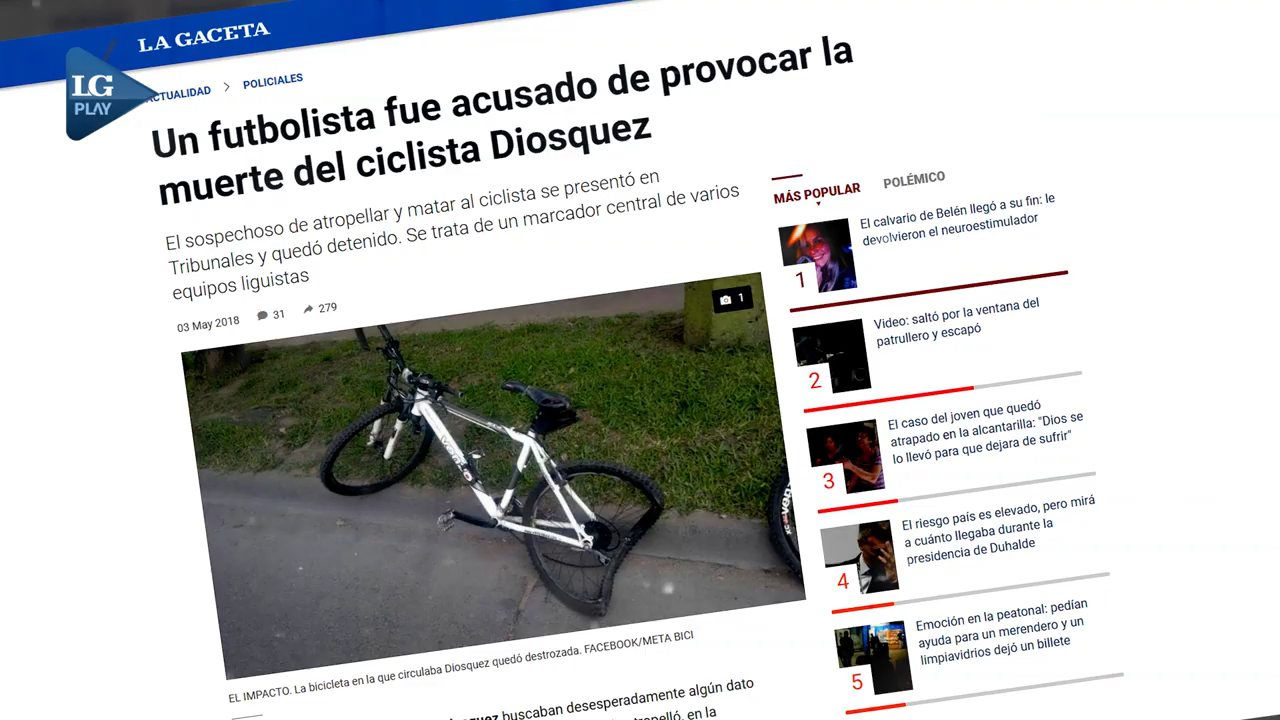 LA GACETA
LG
PLAY
ACTUALIDAD > POLICIALES
Un futbolista fue acusado de provocar la
muerte del ciclista Diosquez
El sospechoso de atropellar y matar al ciclista se presentó en
Tribunales y quedó detenido. Se trata de un marcador central de varios
equipos liguistas
03 May 2018 31 279
1
vento
EL IMPACTO. La bicicleta en la que circulaba Diosquez quedó destrozada. FACEBOOK/META BICI
buscaban desesperadamente algún dato
en la
MÁS POPULAR POLÉMICO
1
El calvario de Belén llegó a su fin: le
devolvieron el neuroestimulador
2
Video: saltó por la ventana del
patrullero y escapó
3
El caso del joven que quedó
atrapado en la alcantarilla: "Dios se
lo llevó para que dejara de sufrir"
4
El riesgo país es elevado, pero mirá
a cuánto llegaba durante la
presidencia de Duhalde
5
Emoción en la peatonal: pedían
ayuda para un merendero y un
limpiavidrios dejó un billete